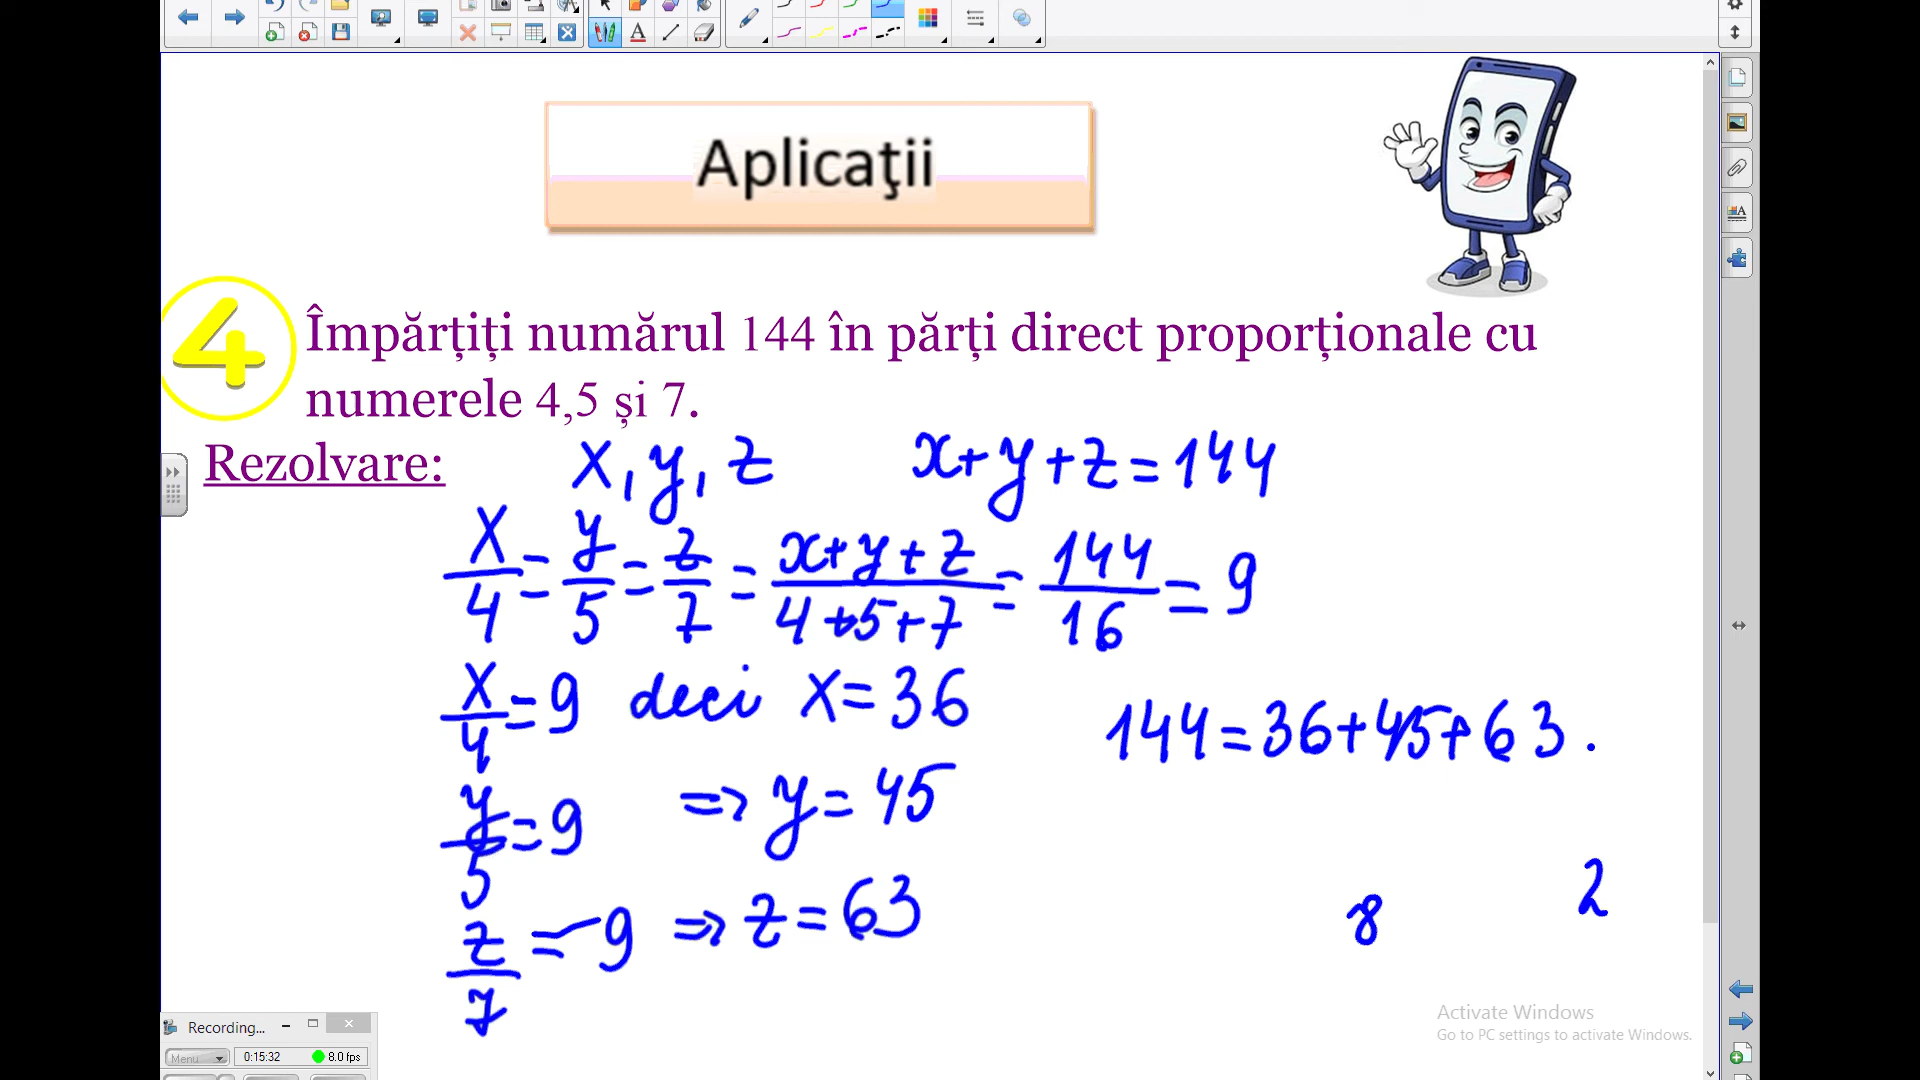 Aplicaţii
4 Împărțiți numărul 144 în părți direct proporționale cu
numerele 4,5 și 7.
Rezolvare: x, y, z x+y+z=144
x/4 = y/5 = z/7 = (x+y+z)/(4+5+7) = 144/16 = 9
x/4 = 9 deci x=36
144=36+45+63.
y/5 = 9 ⇒ y=45
z/7 = 9 ⇒ z=63
8 2
Activate Windows
Go to PC settings to activate Windows.
Recording...
Menu 0:15:32 8.0 fps